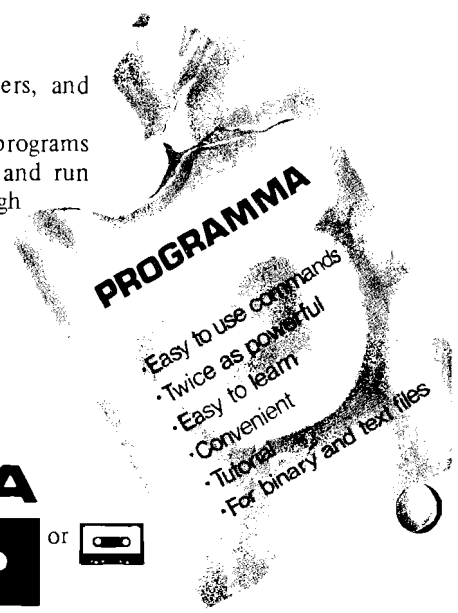 ers, and
programs
and run
gh
PROGRAMMA
·Easy to use commands
·Twice as powerful
·Easy to learn
·Convenient
·Tutorial
·For binary and text files
A
or